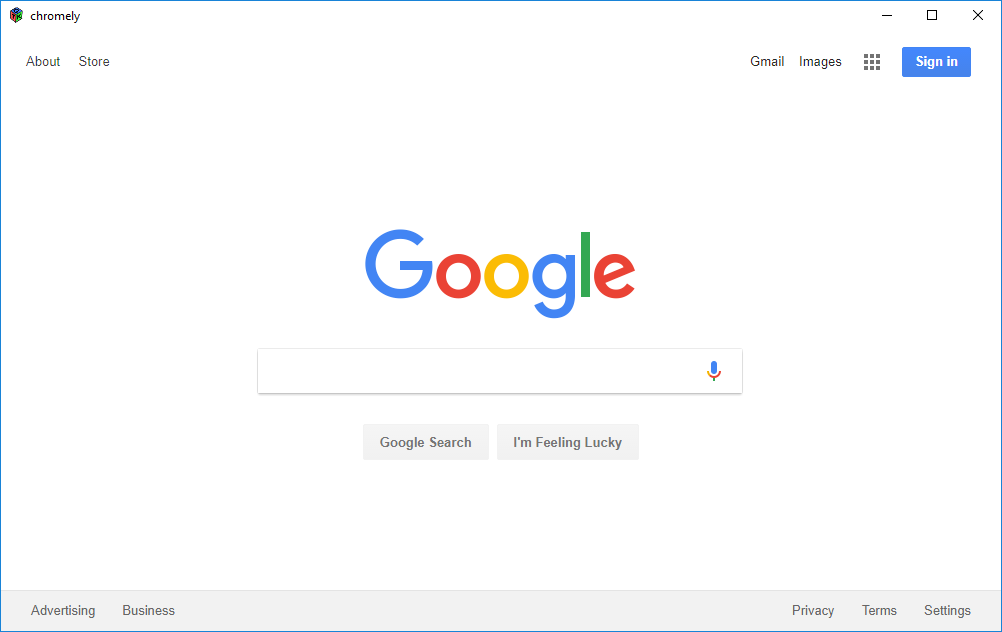 chromely
About Store Gmail Images Sign in
Google
Google Search I'm Feeling Lucky
Advertising Business Privacy Terms Settings